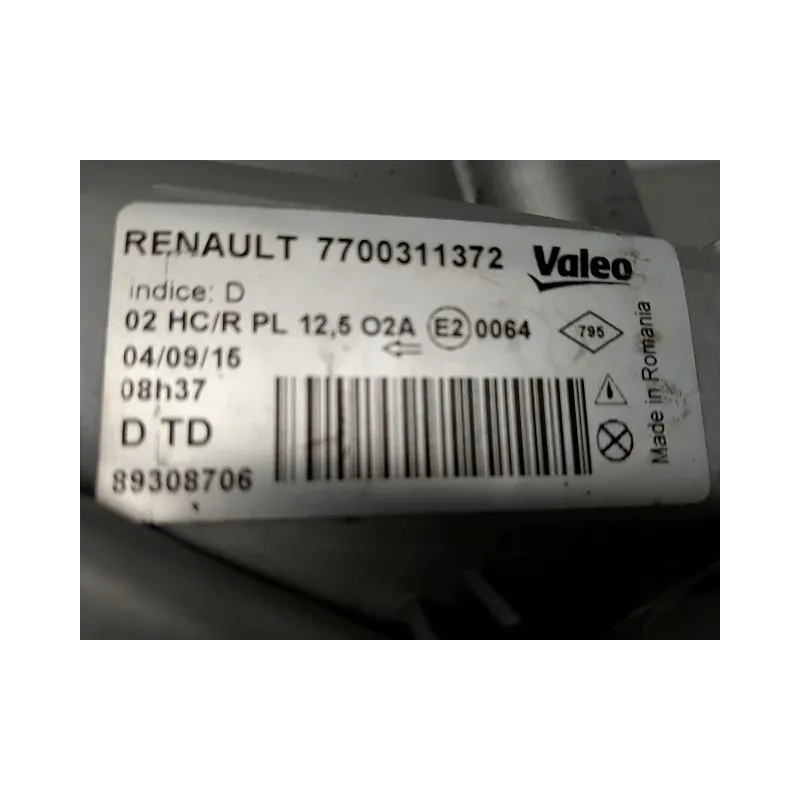 RENAULT 7700311372 Valeo
indice: D
02 HC/R PL 12,5 O2A E2 0064 795
04/09/15
08h37
D TD
89308706
Made in Romania